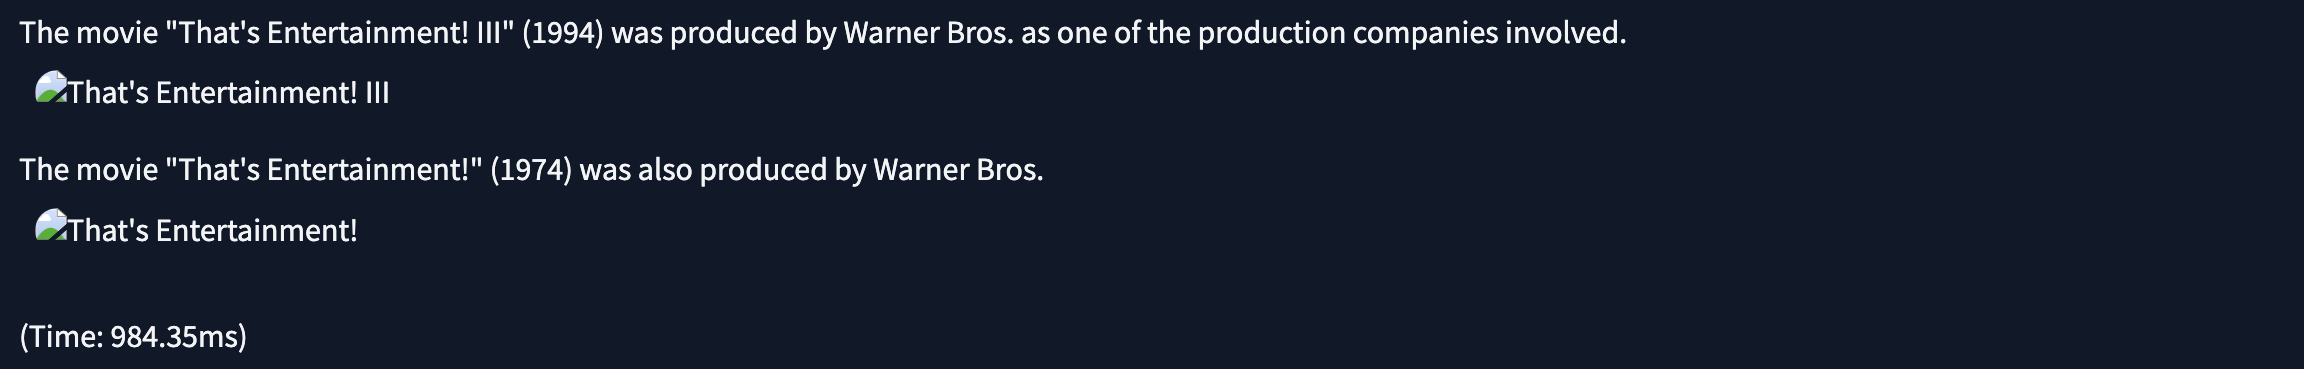 The movie "That's Entertainment! III" (1994) was produced by Warner Bros. as one of the production companies involved.
That's Entertainment! III
The movie "That's Entertainment!" (1974) was also produced by Warner Bros.
That's Entertainment!
(Time: 984.35ms)